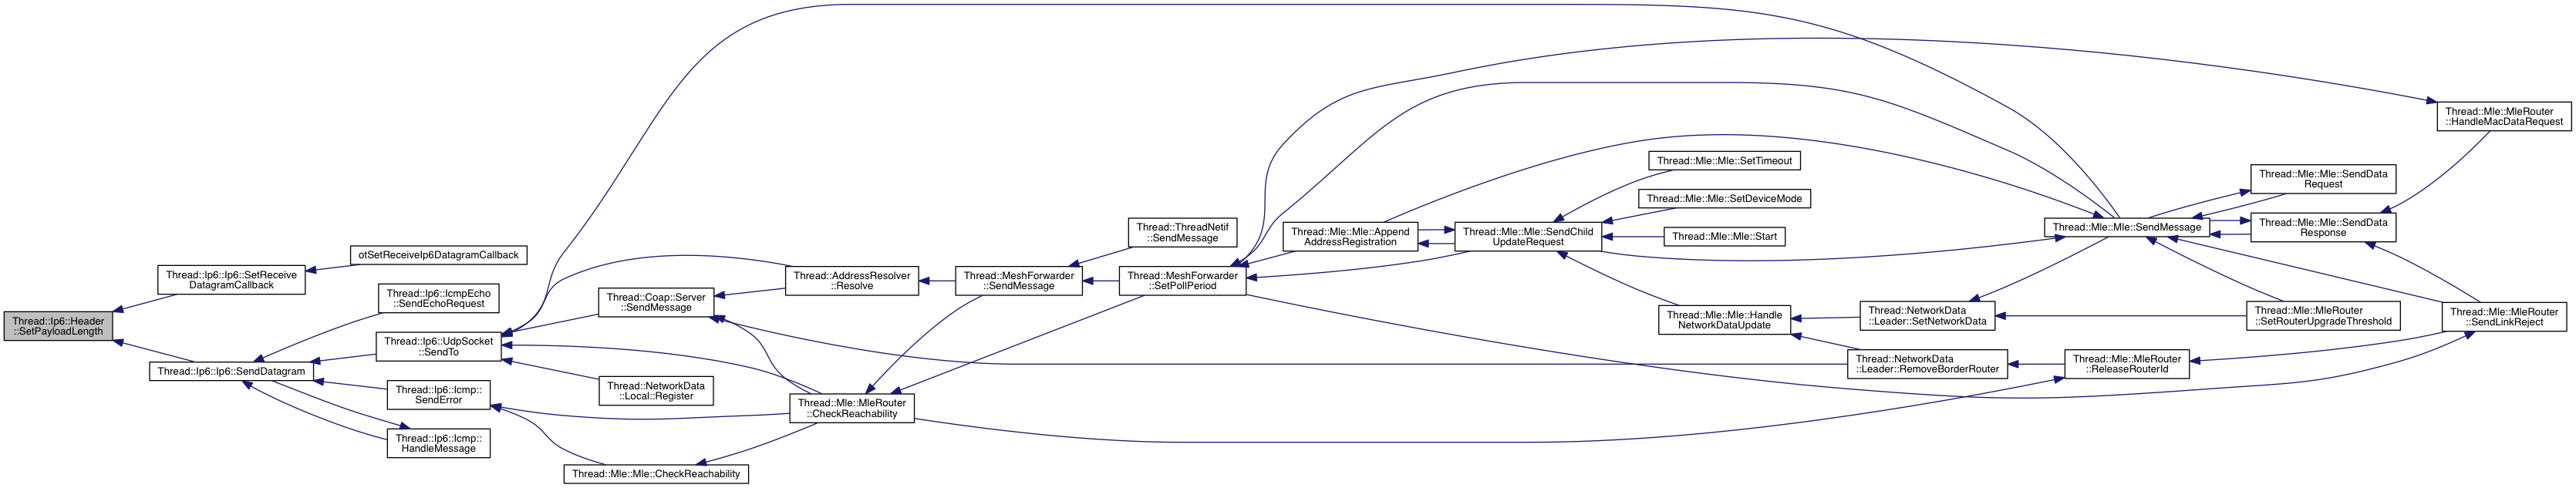 Thread::Ip6::Header
::SetPayloadLength
Thread::Ip6::Ip6::SetReceive
DatagramCallback
otSetReceiveIp6DatagramCallback
Thread::Ip6::Ip6::SendDatagram
Thread::Ip6::IcmpEcho
::SendEchoRequest
Thread::Ip6::UdpSocket
::SendTo
Thread::Ip6::Icmp::
SendError
Thread::Ip6::Icmp::
HandleMessage
Thread::Coap::Server
::SendMessage
Thread::NetworkData
::Local::Register
Thread::Mle::Mle::CheckReachability
Thread::AddressResolver
::Resolve
Thread::Mle::MleRouter
::CheckReachability
Thread::MeshForwarder
::SendMessage
Thread::ThreadNetif
::SendMessage
Thread::MeshForwarder
::SetPollPeriod
Thread::Mle::Mle::Append
AddressRegistration
Thread::Mle::Mle::SendChild
UpdateRequest
Thread::Mle::Mle::SetTimeout
Thread::Mle::Mle::SetDeviceMode
Thread::Mle::Mle::Start
Thread::Mle::Mle::Handle
NetworkDataUpdate
Thread::NetworkData
::Leader::SetNetworkData
Thread::NetworkData
::Leader::RemoveBorderRouter
Thread::Mle::Mle::SendMessage
Thread::Mle::MleRouter
::ReleaseRouterId
Thread::Mle::Mle::SendData
Request
Thread::Mle::Mle::SendData
Response
Thread::Mle::MleRouter
::SetRouterUpgradeThreshold
Thread::Mle::MleRouter
::HandleMacDataRequest
Thread::Mle::MleRouter
::SendLinkReject